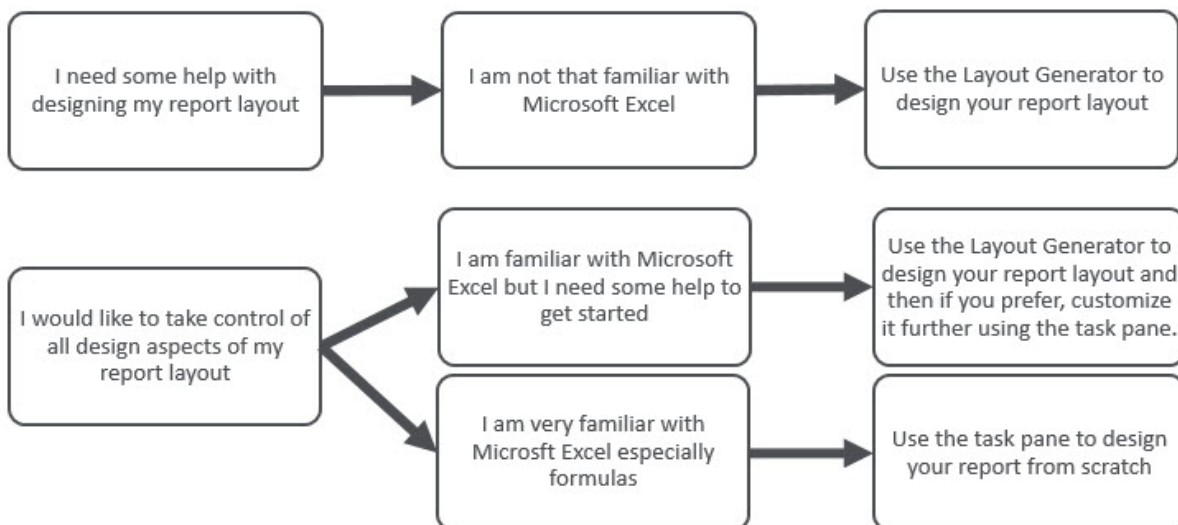 I need some help with
designing my report layout
I am not that familiar with
Microsoft Excel
Use the Layout Generator to
design your report layout
I would like to take control of
all design aspects of my
report layout
I am familiar with Microsoft
Excel but I need some help to
get started
Use the Layout Generator to
design your report layout and
then if you prefer, customize
it further using the task pane.
I am very familiar with
Microsft Excel especially
formulas
Use the task pane to design
your report from scratch